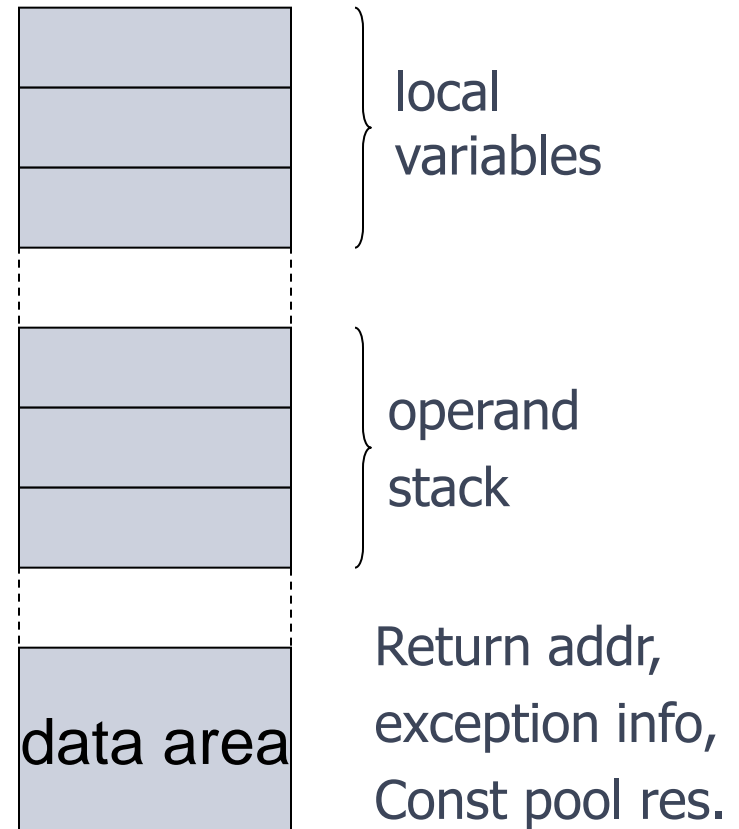 local
variables
operand
stack
data area
Return addr,
exception info,
Const pool res.